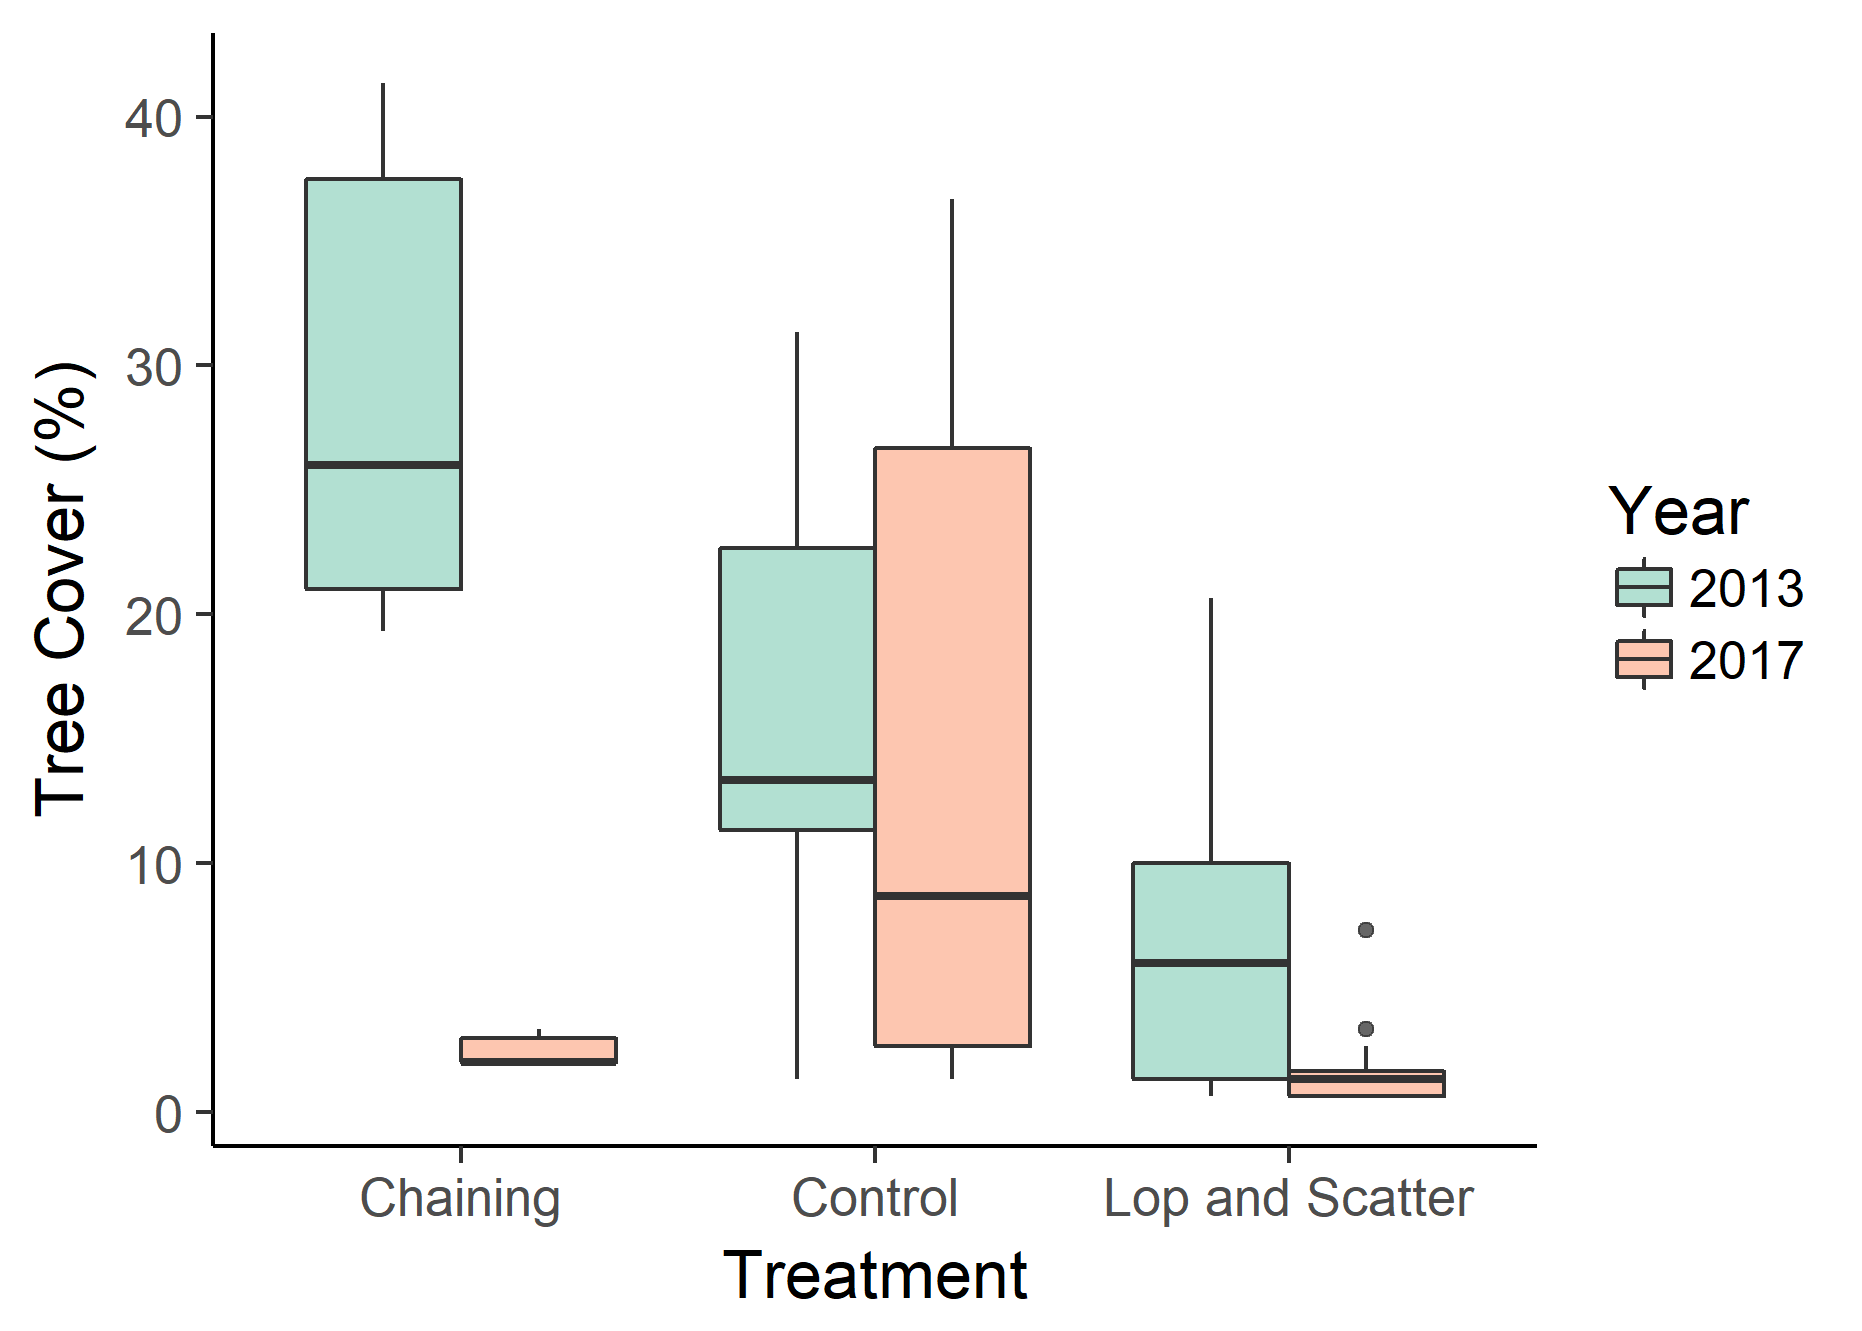 Tree Cover (%)
40
30
20
10
0
Chaining
Control
Lop and Scatter
Treatment
Year
2013
2017